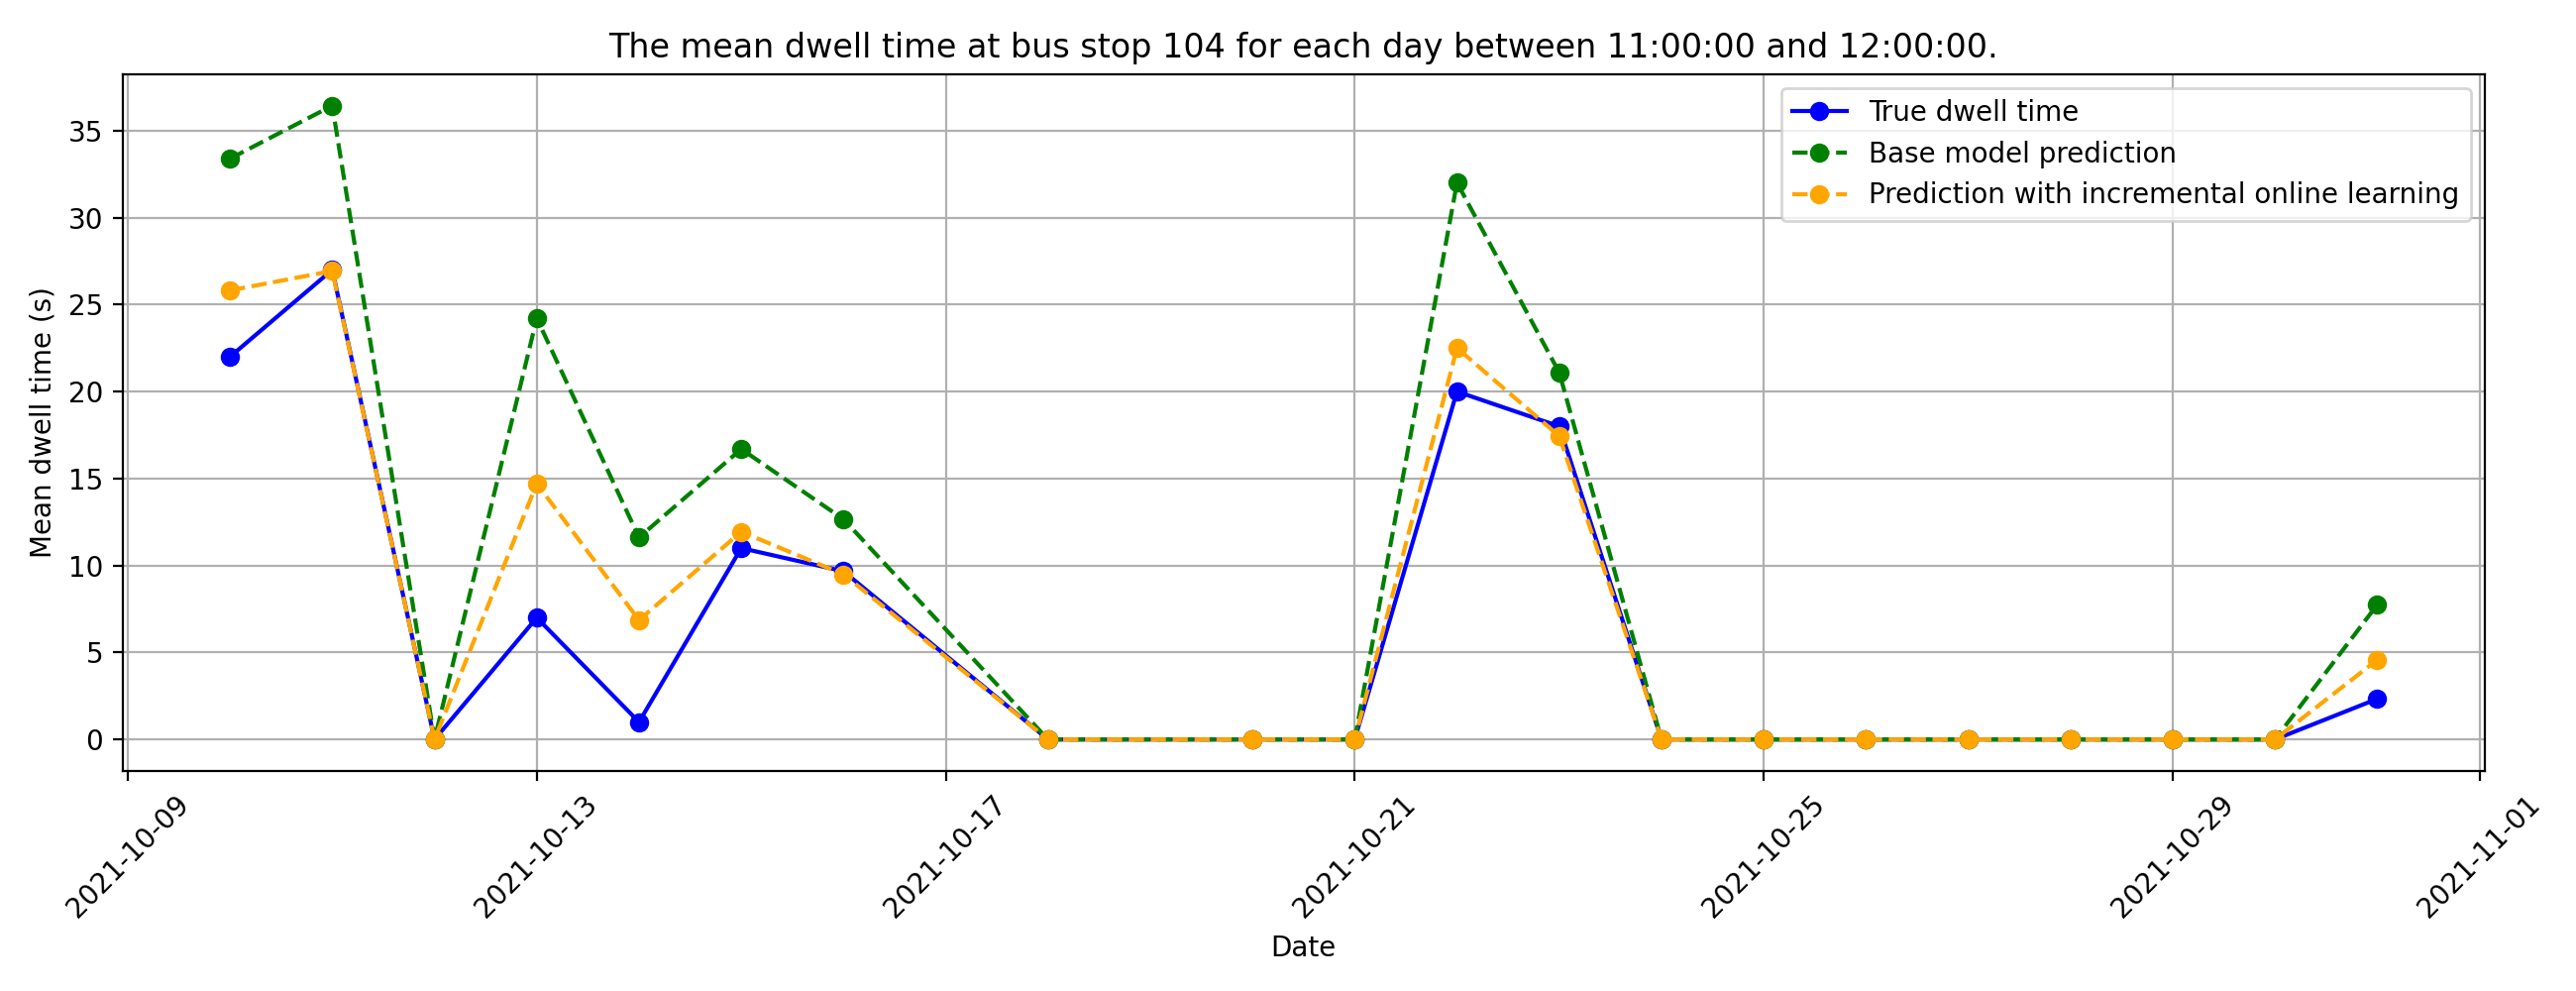 The mean dwell time at bus stop 104 for each day between 11:00:00 and 12:00:00.
True dwell time
Base model prediction
Prediction with incremental online learning
Mean dwell time (s)
35
30
25
20
15
10
5
0
2021-10-09
2021-10-13
2021-10-17
2021-10-21
2021-10-25
2021-10-29
2021-11-01
Date